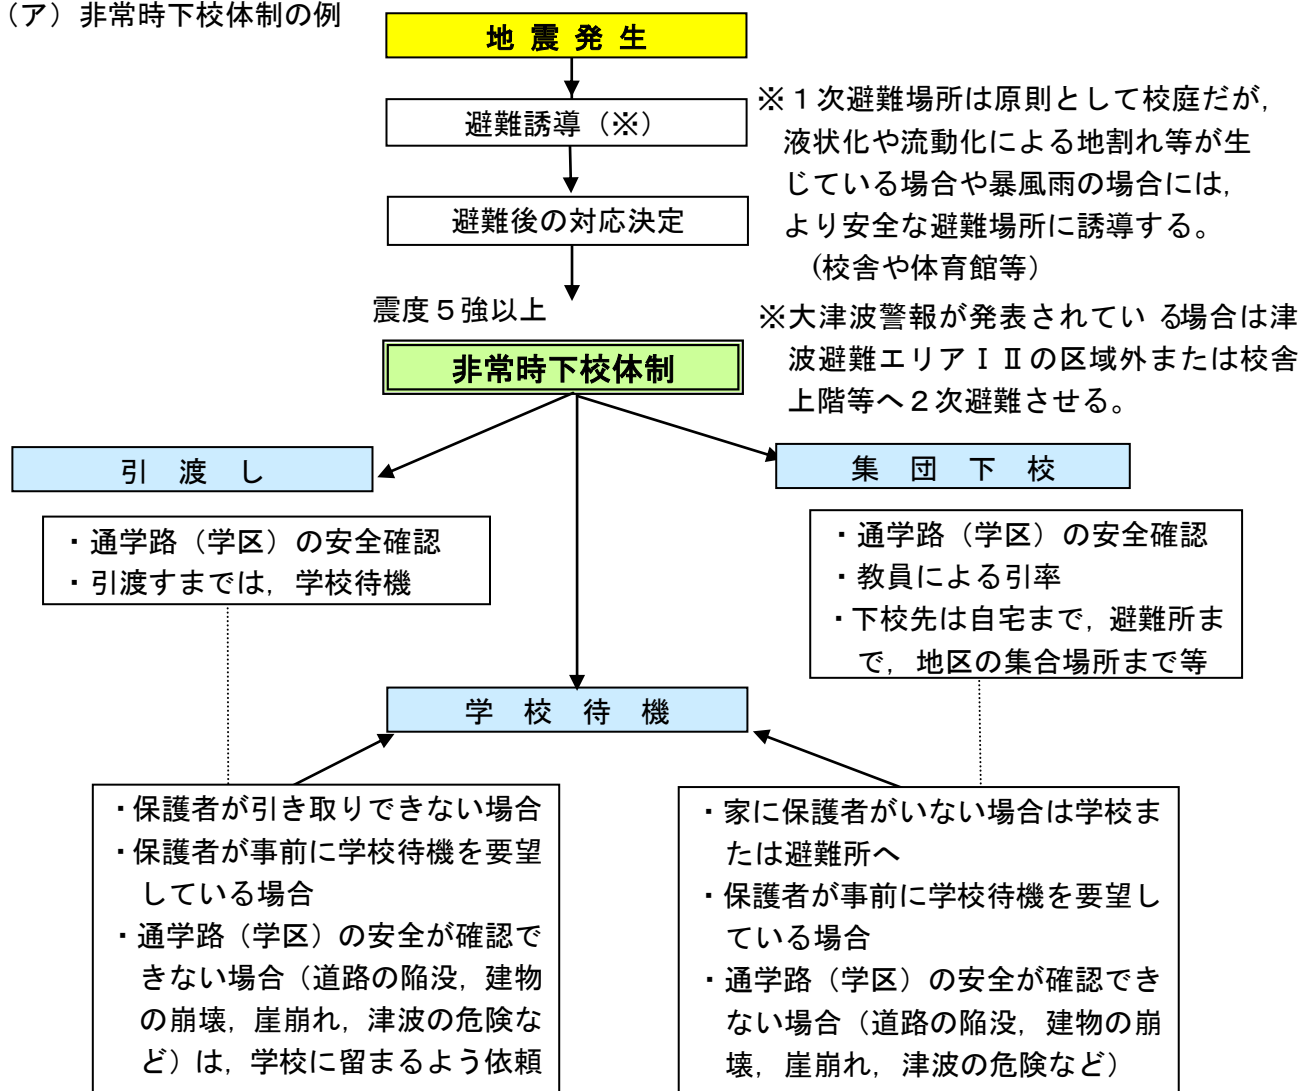 （ア）非常時下校体制の例
地 震 発 生
避難誘導（※）
避難後の対応決定
震度５強以上
非常時下校体制
※１次避難場所は原則として校庭だが，
液状化や流動化による地割れ等が生
じている場合や暴風雨の場合には，
より安全な避難場所に誘導する。
（校舎や体育館等）
※大津波警報が発表されてい る場合は津
波避難エリアⅠⅡの区域外または校舎
上階等へ２次避難させる。
引　渡　し
・通学路（学区）の安全確認
・引渡すまでは，学校待機
集　団　下　校
・通学路（学区）の安全確認
・教員による引率
・下校先は自宅まで，避難所ま
で，地区の集合場所まで等
学　校　待　機
・保護者が引き取りできない場合
・保護者が事前に学校待機を要望
している場合
・通学路（学区）の安全が確認で
きない場合（道路の陥没，建物
の崩壊，崖崩れ，津波の危険な
ど）は，学校に留まるよう依頼
・家に保護者がいない場合は学校ま
たは避難所へ
・保護者が事前に学校待機を要望し
ている場合
・通学路（学区）の安全が確認でき
ない場合（道路の陥没，建物の崩
壊，崖崩れ，津波の危険など）